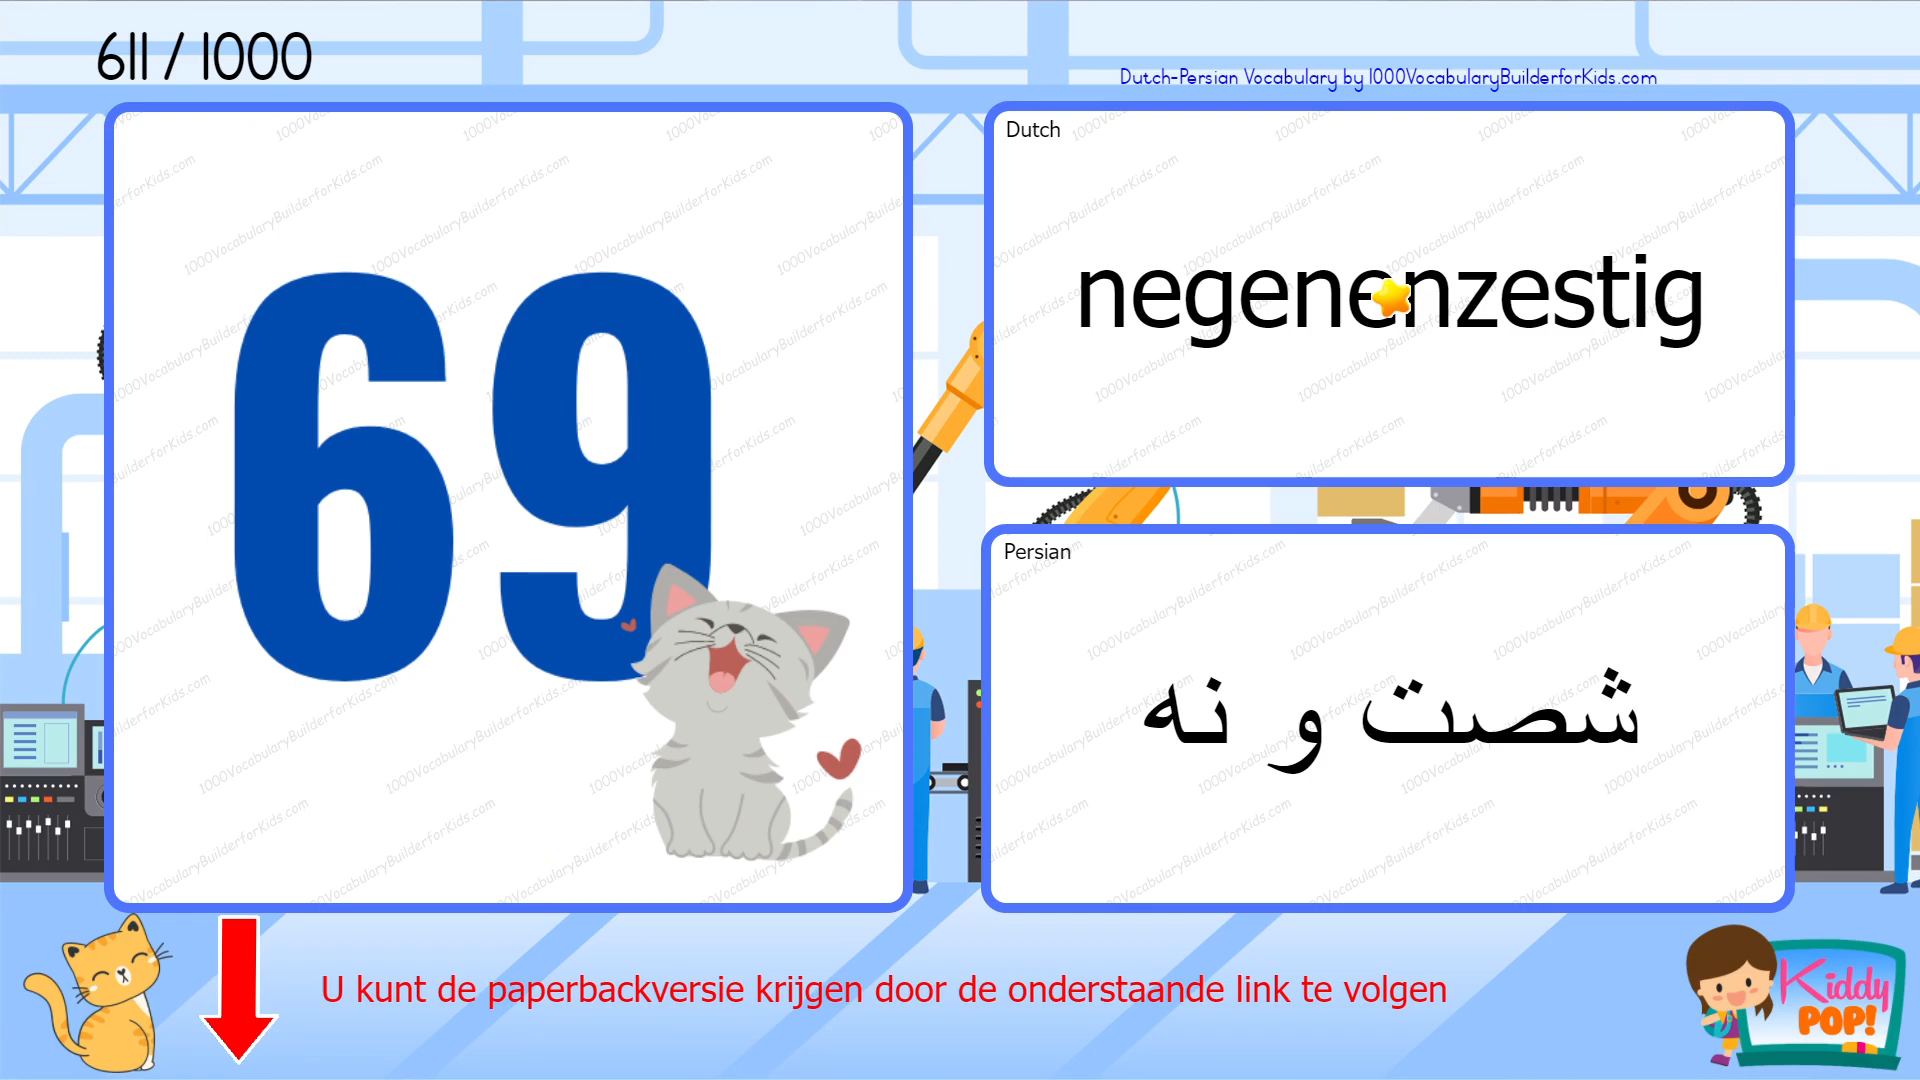 611 / 1000
Dutch-Persian Vocabulary by 1000VocabularyBuilderforKids.com
69
Dutch
negenenzestig
Persian
شصت و نه
U kunt de paperbackversie krijgen door de onderstaande link te volgen
Kiddy
POP!